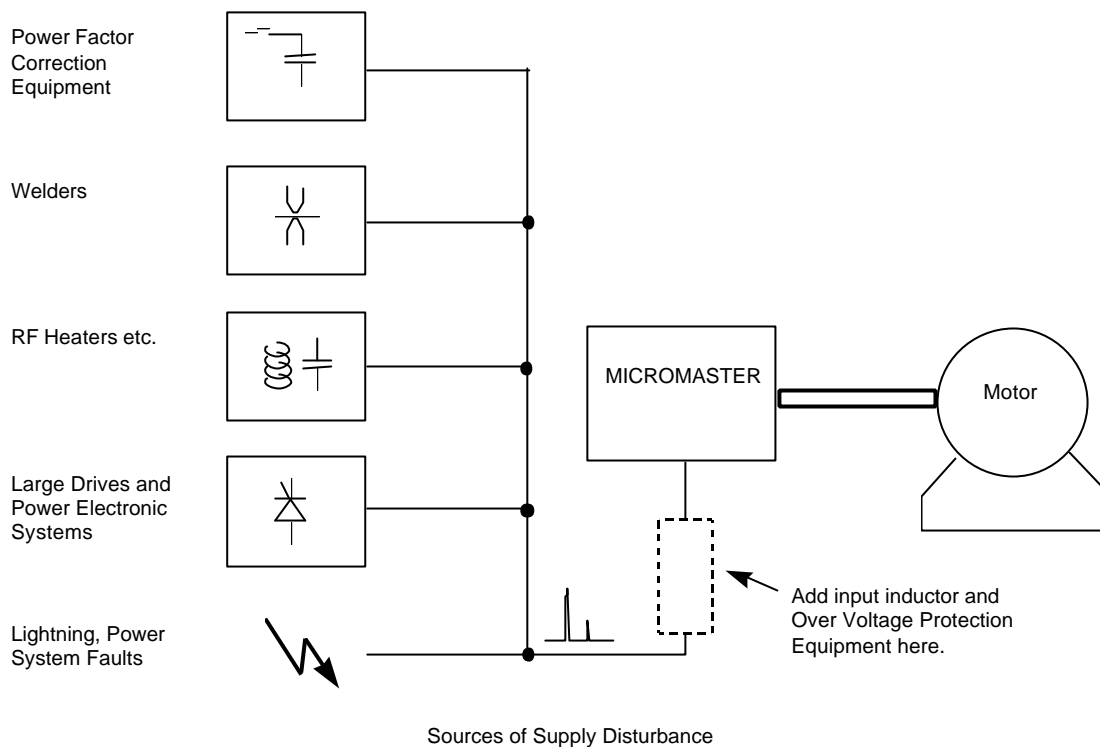 Power Factor
Correction
Equipment
Welders
RF Heaters etc.
MICROMASTER
Motor
Large Drives and
Power Electronic
Systems
Add input inductor and
Over Voltage Protection
Equipment here.
Lightning, Power
System Faults
Sources of Supply Disturbance